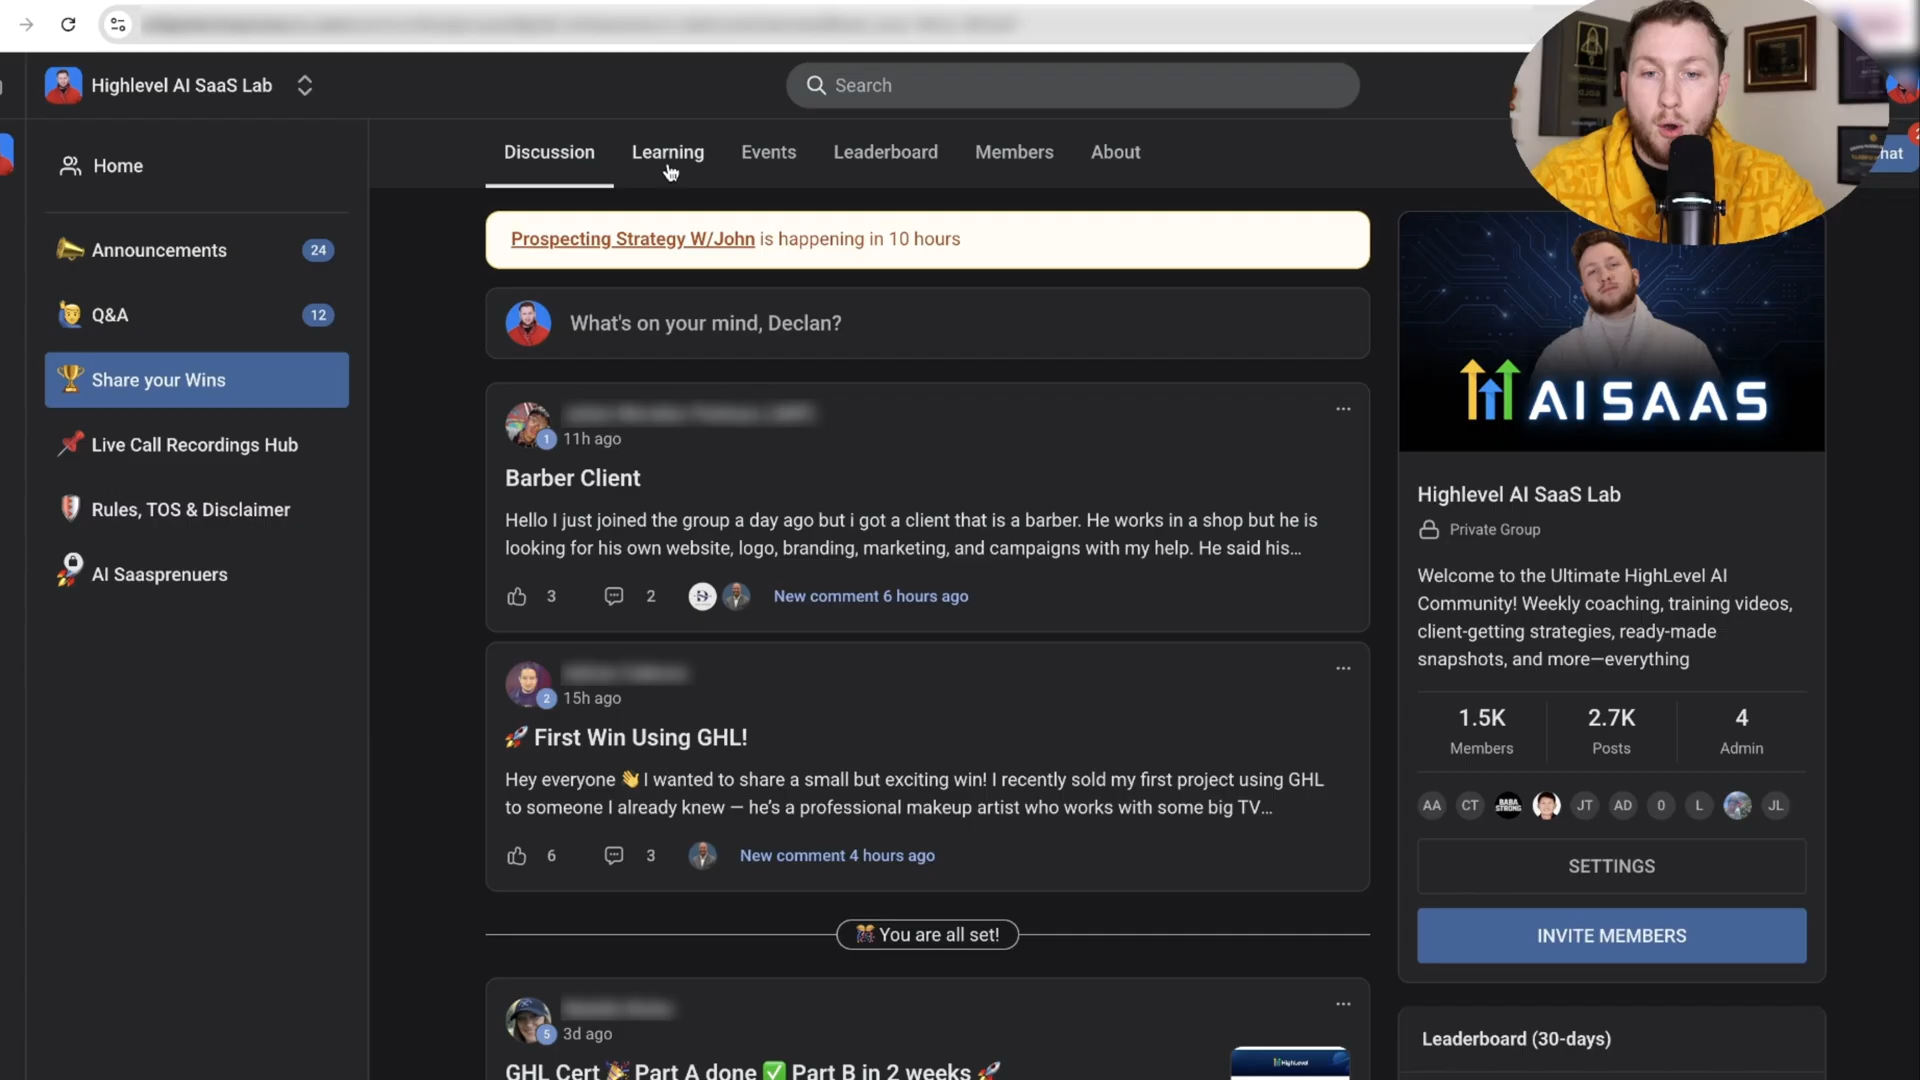 Highlevel AI SaaS Lab
Search
hat
Home
Announcements
24
Q&A
12
Share your Wins
Live Call Recordings Hub
Rules, TOS & Disclaimer
AI Saasprenuers
Discussion
Learning
Events
Leaderboard
Members
About
Prospecting Strategy W/John is happening in 10 hours
What's on your mind, Declan?
1
11h ago
Barber Client
Hello I just joined the group a day ago but i got a client that is a barber. He works in a shop but he is
looking for his own website, logo, branding, marketing, and campaigns with my help. He said his...
3
2
New comment 6 hours ago
2
15h ago
🚀 First Win Using GHL!
Hey everyone 👋 I wanted to share a small but exciting win! I recently sold my first project using GHL
to someone I already knew — he's a professional makeup artist who works with some big TV...
6
3
New comment 4 hours ago
🎊 You are all set!
5
3d ago
GHL Cert 🎉 Part A done ✅ Part B in 2 weeks 🚀
HighLevel
AI SAAS
Highlevel AI SaaS Lab
Private Group
Welcome to the Ultimate HighLevel AI
Community! Weekly coaching, training videos,
client-getting strategies, ready-made
snapshots, and more—everything
1.5K
Members
2.7K
Posts
4
Admin
AA
CT
BABA
STRONG
JT
AD
0
L
JL
SETTINGS
INVITE MEMBERS
Leaderboard (30-days)